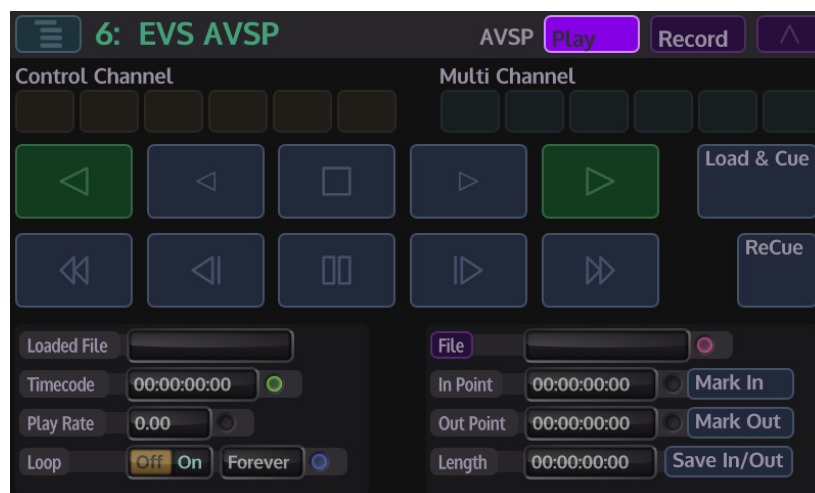 6: EVS AVSP AVSP Play Record
Control Channel Multi Channel
Load & Cue
ReCue
Loaded File File
Timecode 00:00:00:00 In Point 00:00:00:00 Mark In
Play Rate 0.00 Out Point 00:00:00:00 Mark Out
Loop Off On Forever Length 00:00:00:00 Save In/Out